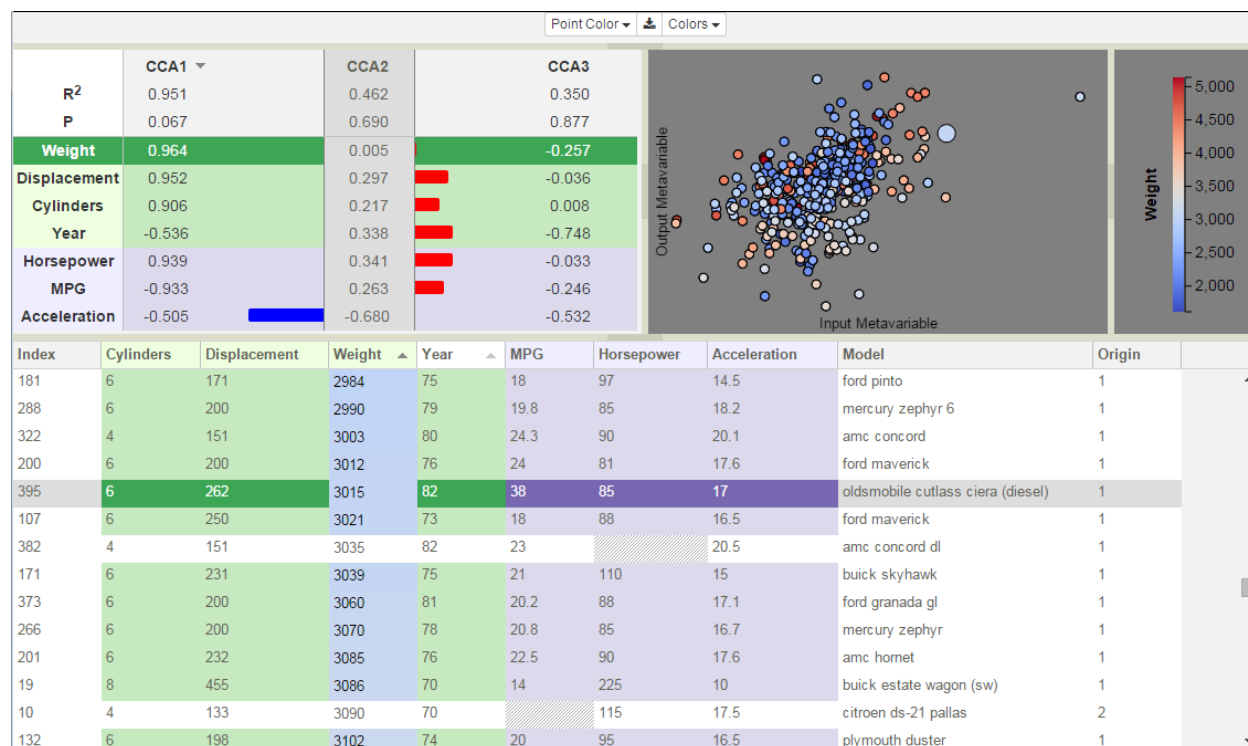 Point Color Colors
CCA1 CCA2 CCA3
R2 0.951 0.462 0.350
P 0.067 0.690 0.877
Weight 0.964 0.005 -0.257
Displacement 0.952 0.297 -0.036
Cylinders 0.906 0.217 0.008
Year -0.536 0.338 -0.748
Horsepower 0.939 0.341 -0.033
MPG -0.933 0.263 -0.246
Acceleration -0.505 -0.680 -0.532
Output Metavariable
Input Metavariable
Weight
5,000
4,500
4,000
3,500
3,000
2,500
2,000
Index Cylinders Displacement Weight Year MPG Horsepower Acceleration Model Origin
181 6 171 2984 75 18 97 14.5 ford pinto 1
288 6 200 2990 79 19.8 85 18.2 mercury zephyr 6 1
322 4 151 3003 80 24.3 90 20.1 amc concord 1
200 6 200 3012 76 24 81 17.6 ford maverick 1
395 6 262 3015 82 38 85 17 oldsmobile cutlass ciera (diesel) 1
107 6 250 3021 73 18 88 16.5 ford maverick 1
382 4 151 3035 82 23 20.5 amc concord dl 1
171 6 231 3039 75 21 110 15 buick skyhawk 1
373 6 200 3060 81 20.2 88 17.1 ford granada gl 1
266 6 200 3070 78 20.8 85 16.7 mercury zephyr 1
201 6 232 3085 76 22.5 90 17.6 amc hornet 1
19 8 455 3086 70 14 225 10 buick estate wagon (sw) 1
10 4 133 3090 70 115 17.5 citroen ds-21 pallas 2
132 6 198 3102 74 20 95 16.5 plymouth duster 1